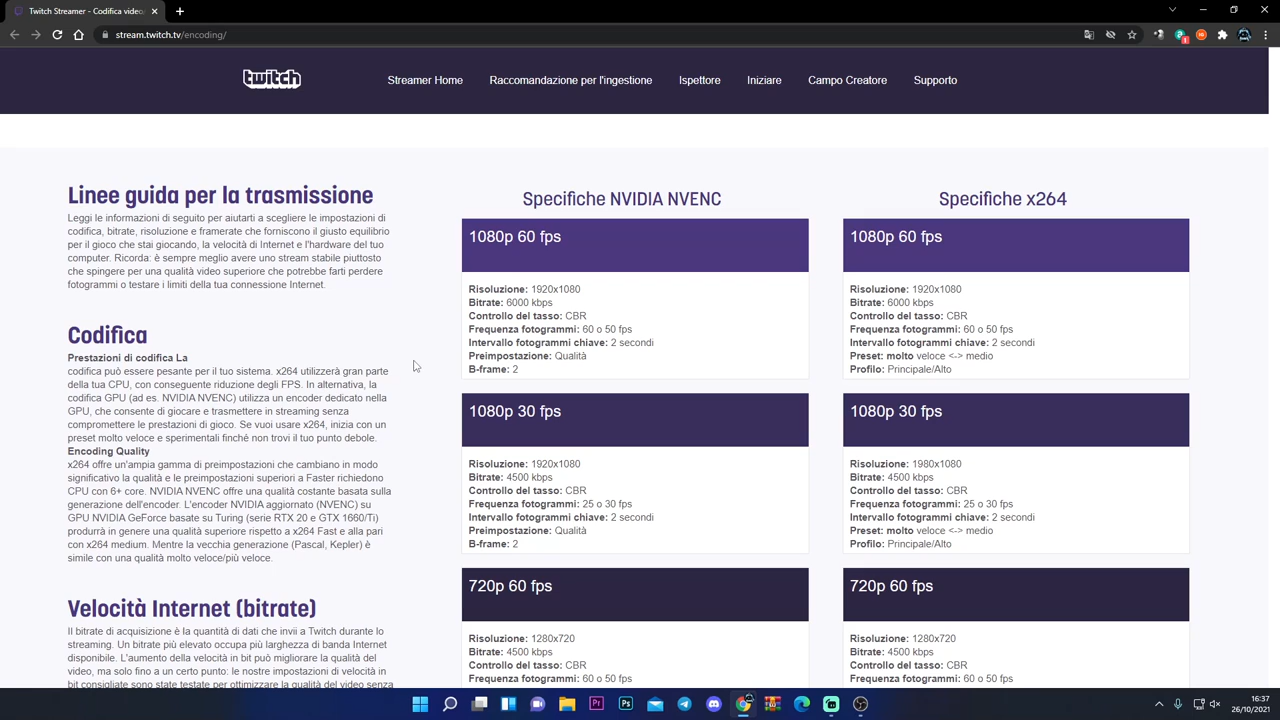 Twitch Streamer - Codifica video
stream.twitch.tv/encoding/
twitch
Streamer Home
Raccomandazione per l'ingestione
Ispettore
Iniziare
Campo Creatore
Supporto
Linee guida per la trasmissione
Leggi le informazioni di seguito per aiutarti a scegliere le impostazioni di
codifica, bitrate, risoluzione e framerate che forniscono il giusto equilibrio
per il gioco che stai giocando, la velocità di Internet e l'hardware del tuo
computer. Ricorda: è sempre meglio avere uno stream stabile piuttosto
che spingere per una qualità video superiore che potrebbe farti perdere
fotogrammi o testare i limiti della tua connessione Internet.
Codifica
Prestazioni di codifica La
codifica può essere pesante per il tuo sistema. x264 utilizzerà gran parte
della tua CPU, con conseguente riduzione degli FPS. In alternativa, la
codifica GPU (ad es. NVIDIA NVENC) utilizza un encoder dedicato nella
GPU, che consente di giocare e trasmettere in streaming senza
compromettere le prestazioni di gioco. Se vuoi usare x264, inizia con un
preset molto veloce e sperimentali finché non trovi il tuo punto debole.
Encoding Quality
x264 offre un'ampia gamma di preimpostazioni che cambiano in modo
significativo la qualità e le preimpostazioni superiori a Faster richiedono
CPU con 6+ core. NVIDIA NVENC offre una qualità costante basata sulla
generazione dell'encoder. L'encoder NVIDIA aggiornato (NVENC) su
GPU NVIDIA GeForce basate su Turing (serie RTX 20 e GTX 1660/Ti)
produrrà in genere una qualità superiore rispetto a x264 Fast e alla pari
con x264 medium. Mentre la vecchia generazione (Pascal, Kepler) è
simile con una qualità molto veloce/più veloce.
Velocità Internet (bitrate)
Il bitrate di acquisizione è la quantità di dati che invii a Twitch durante lo
streaming. Un bitrate più elevato occupa più larghezza di banda Internet
disponibile. L'aumento della velocità in bit può migliorare la qualità del
video, ma solo fino a un certo punto: le nostre impostazioni di velocità in
bit consigliate sono state testate per ottimizzare la qualità del video senza
Specifiche NVIDIA NVENC
1080p 60 fps
Risoluzione: 1920x1080
Bitrate: 6000 kbps
Controllo del tasso: CBR
Frequenza fotogrammi: 60 o 50 fps
Intervallo fotogrammi chiave: 2 secondi
Preimpostazione: Qualità
B-frame: 2
1080p 30 fps
Risoluzione: 1920x1080
Bitrate: 4500 kbps
Controllo del tasso: CBR
Frequenza fotogrammi: 25 o 30 fps
Intervallo fotogrammi chiave: 2 secondi
Preimpostazione: Qualità
B-frame: 2
720p 60 fps
Risoluzione: 1280x720
Bitrate: 4500 kbps
Controllo del tasso: CBR
Frequenza fotogrammi: 60 o 50 fps
Specifiche x264
1080p 60 fps
Risoluzione: 1920x1080
Bitrate: 6000 kbps
Controllo del tasso: CBR
Frequenza fotogrammi: 60 o 50 fps
Intervallo fotogrammi chiave: 2 secondi
Preset: molto veloce <-> medio
Profilo: Principale/Alto
1080p 30 fps
Risoluzione: 1980x1080
Bitrate: 4500 kbps
Controllo del tasso: CBR
Frequenza fotogrammi: 25 o 30 fps
Intervallo fotogrammi chiave: 2 secondi
Preset: molto veloce <-> medio
Profilo: Principale/Alto
720p 60 fps
Risoluzione: 1280x720
Bitrate: 4500 kbps
Controllo del tasso: CBR
Frequenza fotogrammi: 60 o 50 fps
Pr
Ps
16:37
26/10/2021